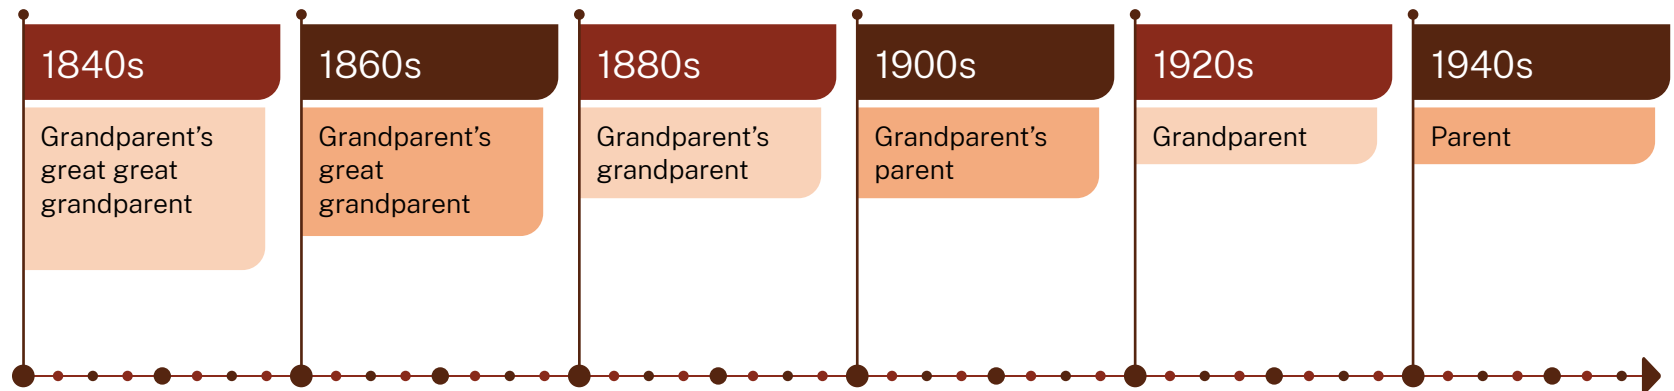 1840s
Grandparent’s
great great
grandparent
1860s
Grandparent’s
great
grandparent
1880s
Grandparent’s
grandparent
1900s
Grandparent’s
parent
1920s
Grandparent
1940s
Parent